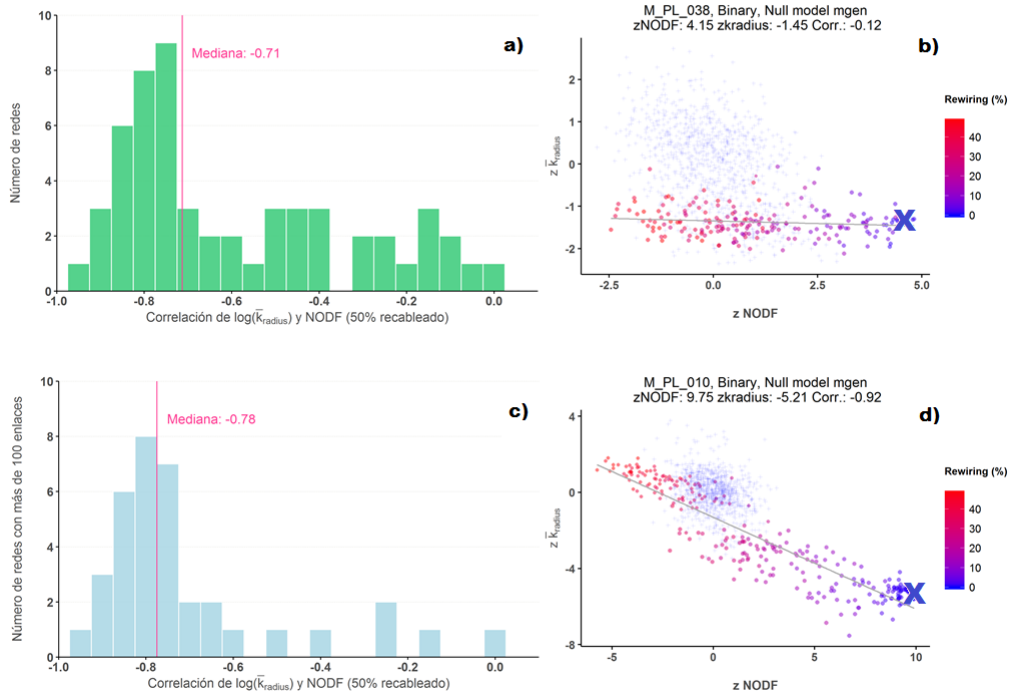 a)
Mediana: -0.71
Número de redes
10
8
6
4
2
0
-1.0 -0.8 -0.6 -0.4 -0.2 0.0
Correlación de log(k̅radius) y NODF (50% recableado)
M_PL_038, Binary, Null model mgen
zNODF: 4.15 zkradius: -1.45 Corr.: -0.12
b)
z k̅radius
2
1
0
-1
-2
-2.5 0.0 2.5 5.0
z NODF
Rewiring (%)
40
30
20
10
0
X
c)
Mediana: -0.78
Número de redes con más de 100 enlaces
10
8
6
4
2
0
-1.0 -0.8 -0.6 -0.4 -0.2 0.0
Correlación de log(k̅radius) y NODF (50% recableado)
M_PL_010, Binary, Null model mgen
zNODF: 9.75 zkradius: -5.21 Corr.: -0.92
d)
z k̅radius
4
0
-4
-8
-5 0 5 10
z NODF
Rewiring (%)
40
30
20
10
0
X